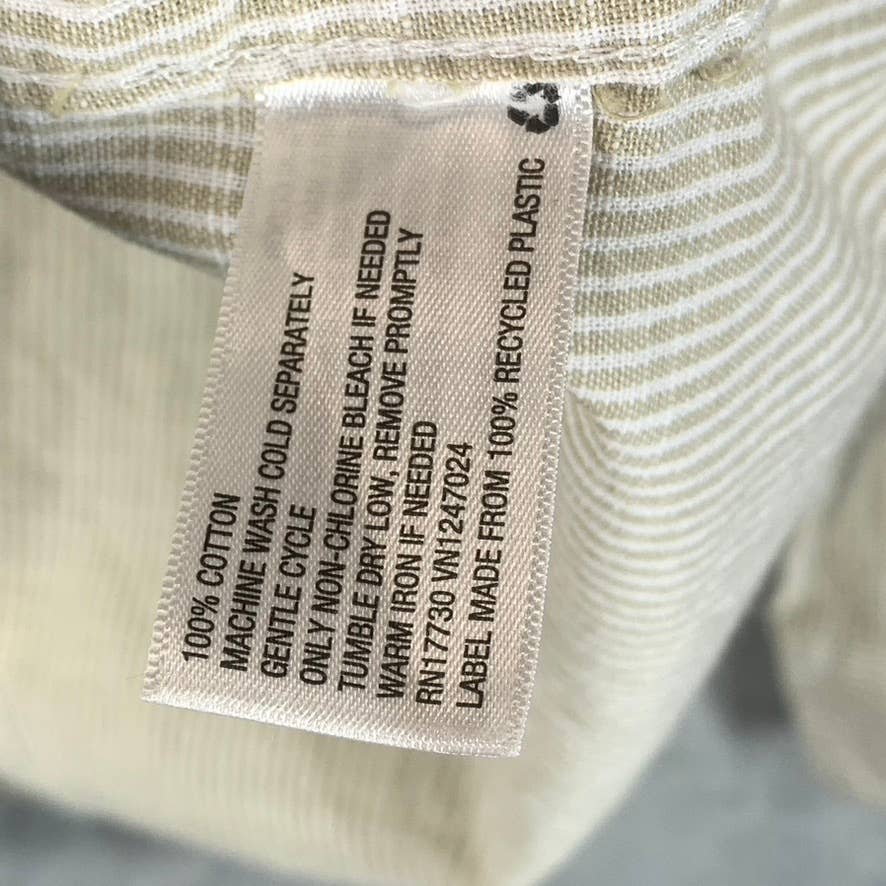 100% COTTON
MACHINE WASH COLD SEPARATELY
GENTLE CYCLE
ONLY NON-CHLORINE BLEACH IF NEEDED
TUMBLE DRY LOW, REMOVE PROMPTLY
WARM IRON IF NEEDED
RN17730 VN1247024
LABEL MADE FROM 100% RECYCLED PLASTIC